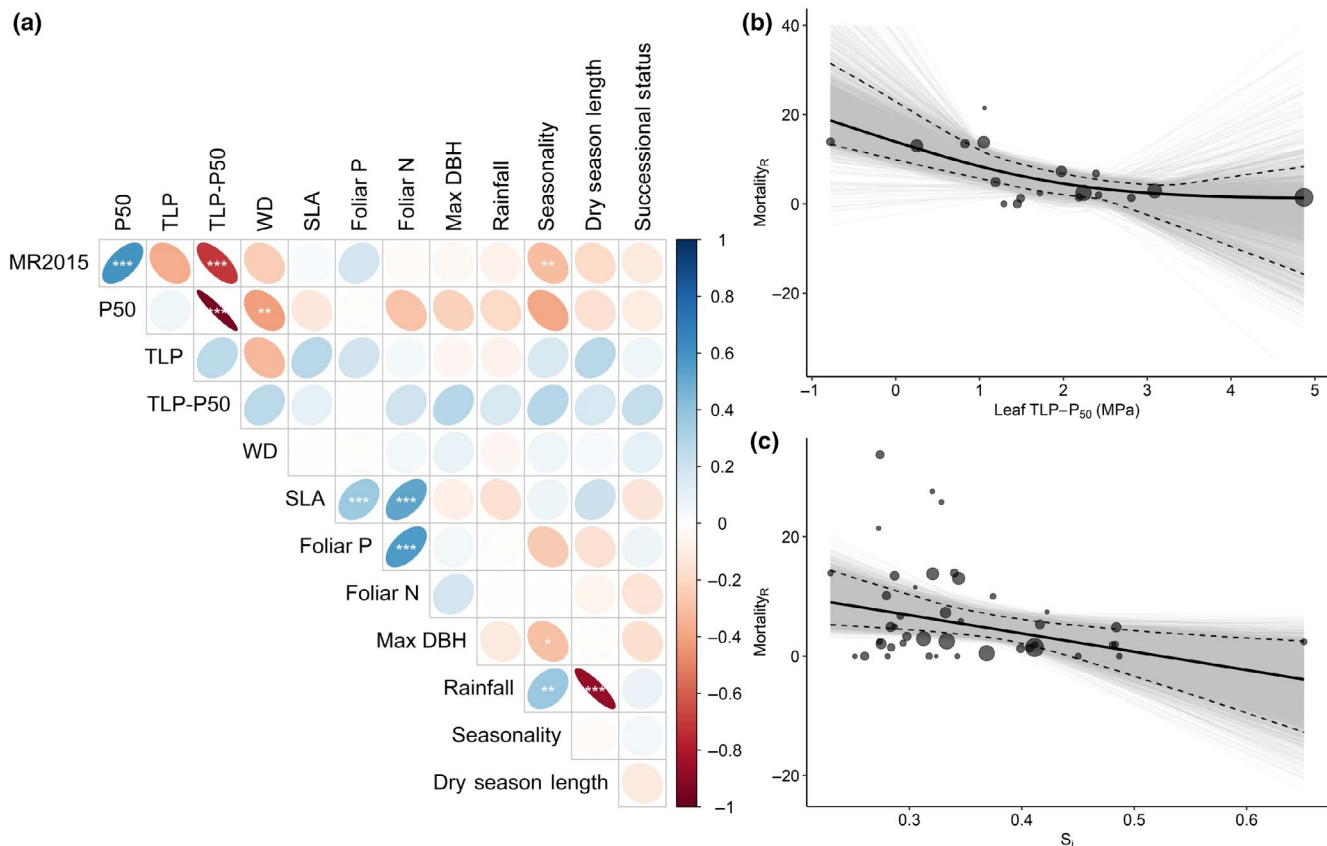 (a)
P50
TLP
TLP-P50
WD
SLA
Foliar P
Foliar N
Max DBH
Rainfall
Seasonality
Dry season length
Successional status
MR2015 *** *** **
P50 *** **
TLP
TLP-P50
WD
SLA *** ***
Foliar P ***
Foliar N
Max DBH *
Rainfall ** ***
Seasonality
Dry season length
1
0.8
0.6
0.4
0.2
0
−0.2
−0.4
−0.6
−0.8
−1
(b)
Mortality_R
40
20
0
−20
−1 0 1 2 3 4 5
Leaf TLP−P₅₀ (MPa)
(c)
Mortality_R
20
0
−20
0.3 0.4 0.5 0.6
S_i